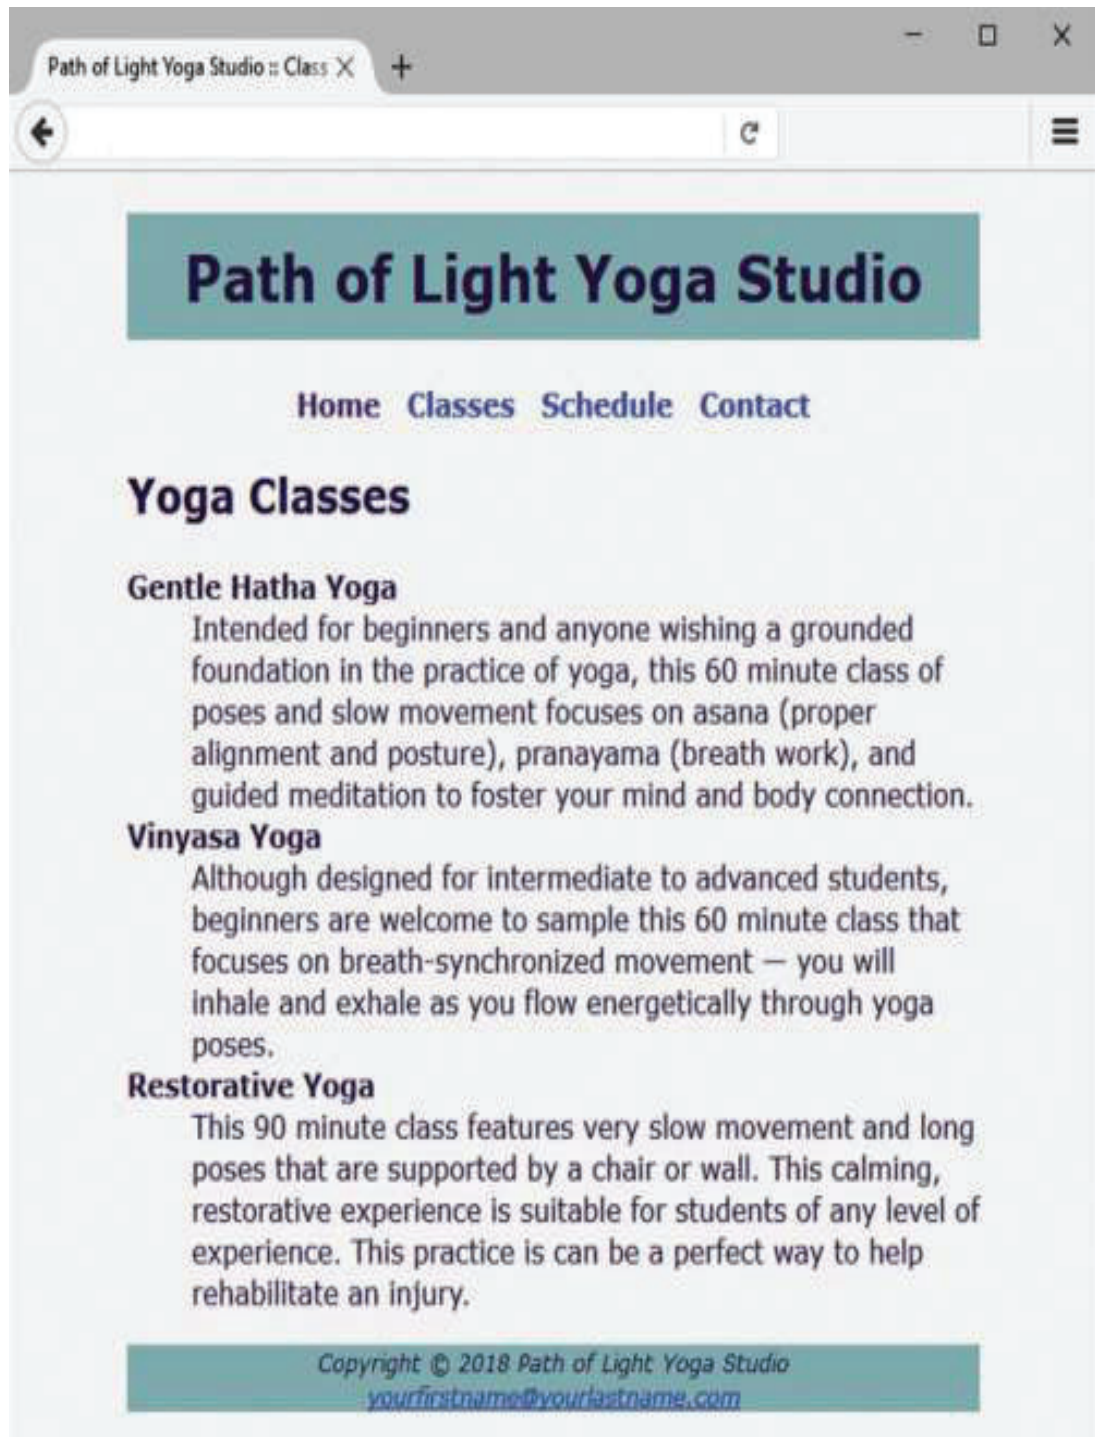 Path of Light Yoga Studio :: Class
Path of Light Yoga Studio
Home Classes Schedule Contact
Yoga Classes
Gentle Hatha Yoga
Intended for beginners and anyone wishing a grounded
foundation in the practice of yoga, this 60 minute class of
poses and slow movement focuses on asana (proper
alignment and posture), pranayama (breath work), and
guided meditation to foster your mind and body connection.
Vinyasa Yoga
Although designed for intermediate to advanced students,
beginners are welcome to sample this 60 minute class that
focuses on breath-synchronized movement — you will
inhale and exhale as you flow energetically through yoga
poses.
Restorative Yoga
This 90 minute class features very slow movement and long
poses that are supported by a chair or wall. This calming,
restorative experience is suitable for students of any level of
experience. This practice is can be a perfect way to help
rehabilitate an injury.
Copyright © 2018 Path of Light Yoga Studio
yourfirstname@yourlastname.com